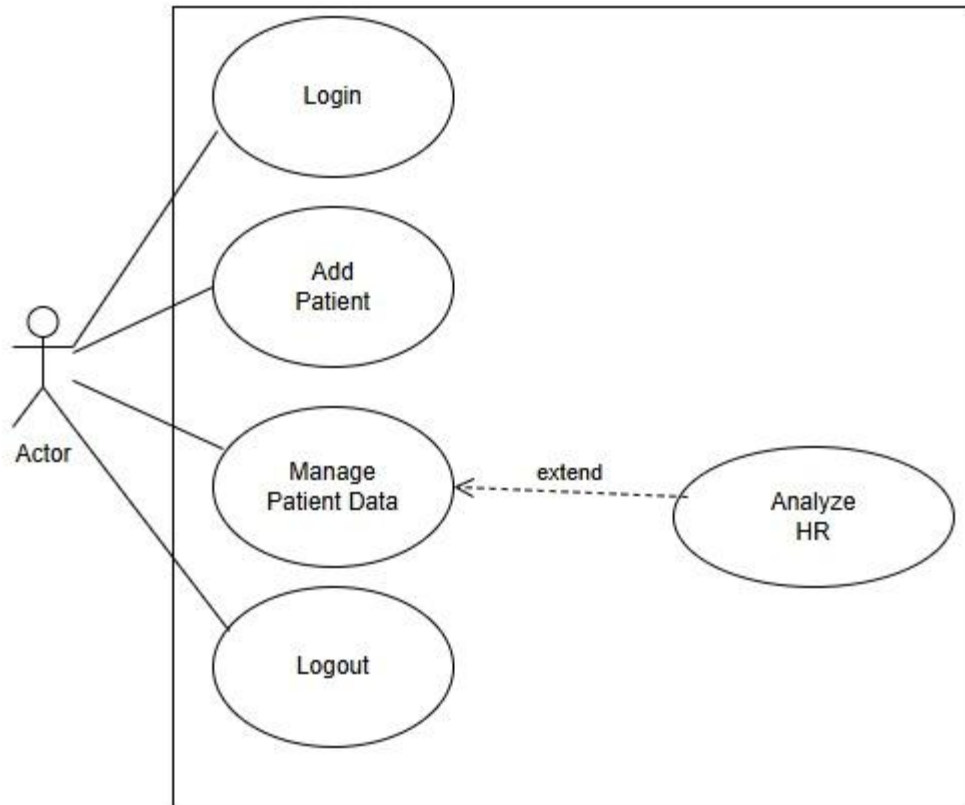 Login
Add
Patient
Actor
Manage
Patient Data
extend
Analyze
HR
Logout